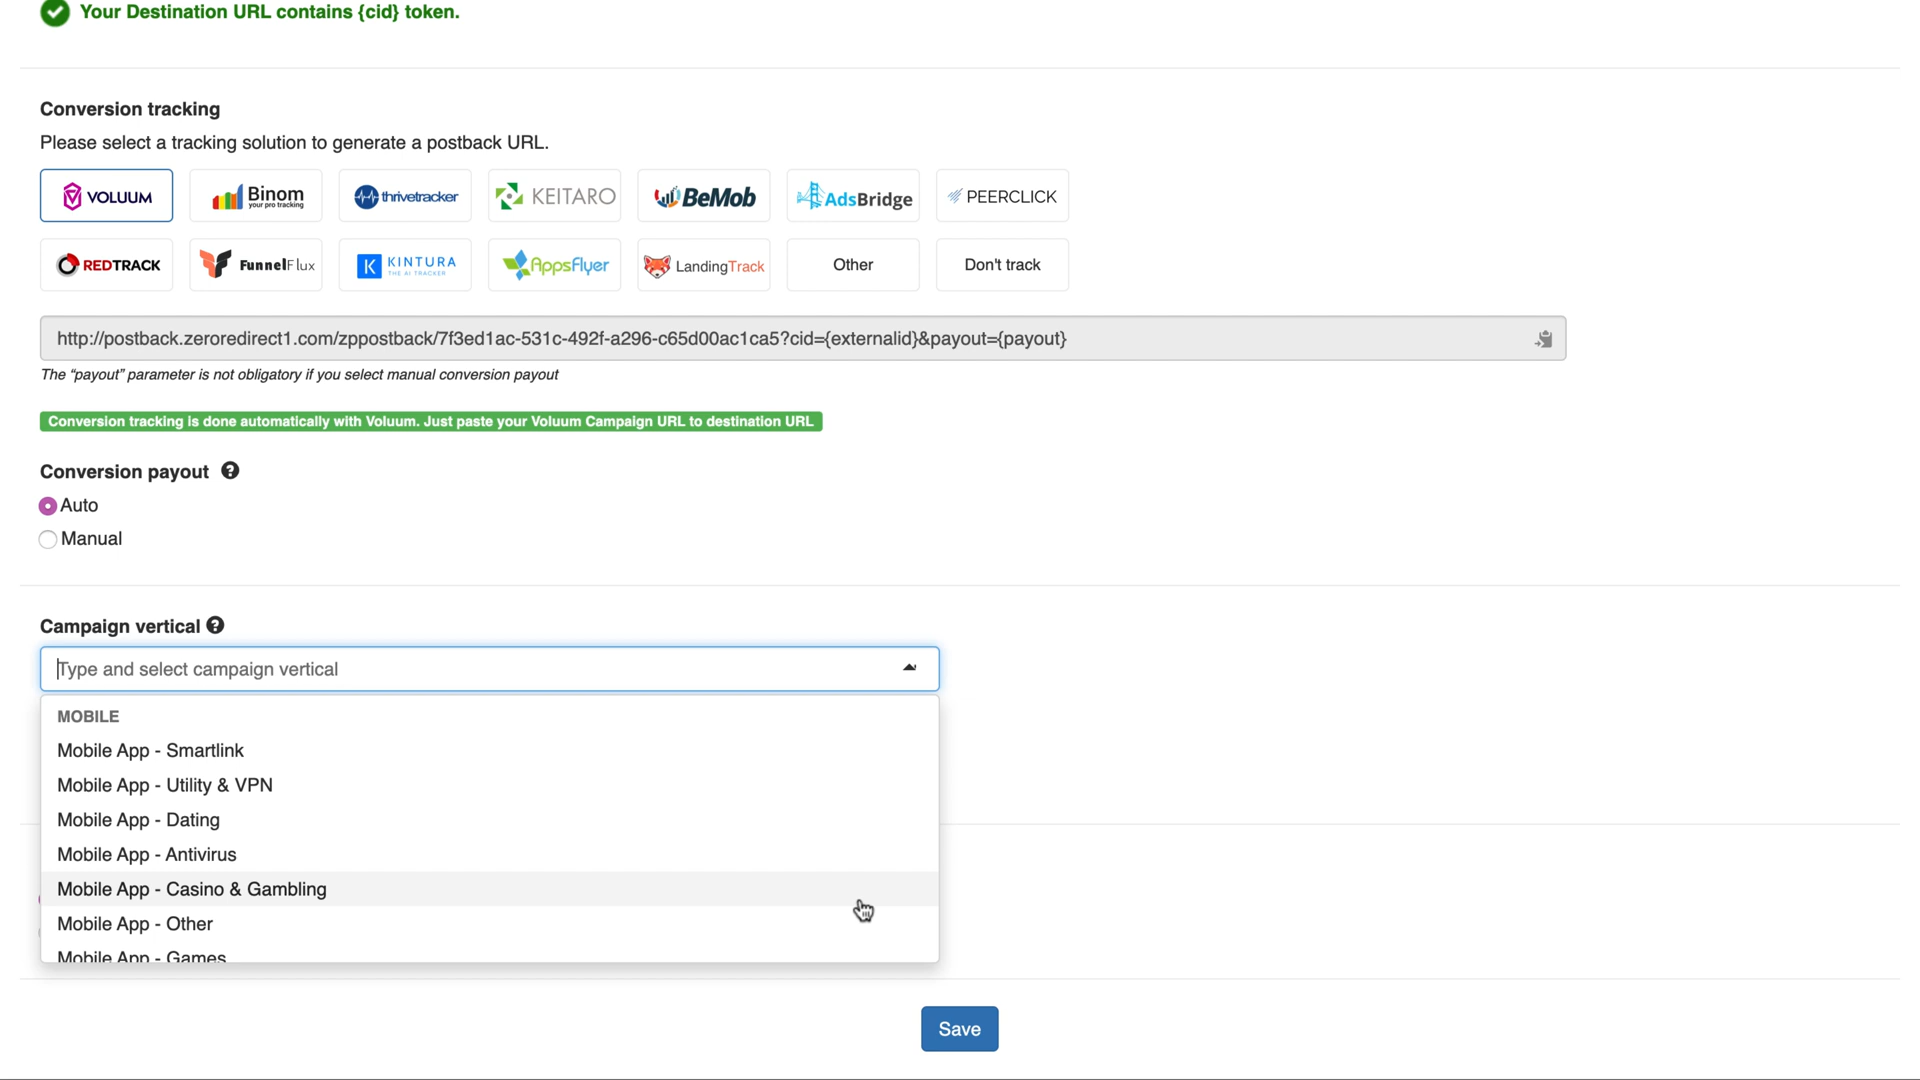 Your Destination URL contains {cid} token.
Conversion tracking
Please select a tracking solution to generate a postback URL.
VOLUUM
Binom
your pro tracking
thrivetracker
KEITARO
BeMob
AdsBridge
PEERCLICK
REDTRACK
FunnelFlux
KINTURA
THE AI TRACKER
AppsFlyer
LandingTrack
Other
Don't track
http://postback.zeroredirect1.com/zppostback/7f3ed1ac-531c-492f-a296-c65d00ac1ca5?cid={externalid}&payout={payout}
The “payout” parameter is not obligatory if you select manual conversion payout
Conversion tracking is done automatically with Voluum. Just paste your Voluum Campaign URL to destination URL
Conversion payout
Auto
Manual
Campaign vertical
Type and select campaign vertical
MOBILE
Mobile App - Smartlink
Mobile App - Utility & VPN
Mobile App - Dating
Mobile App - Antivirus
Mobile App - Casino & Gambling
Mobile App - Other
Mobile App - Games
Save